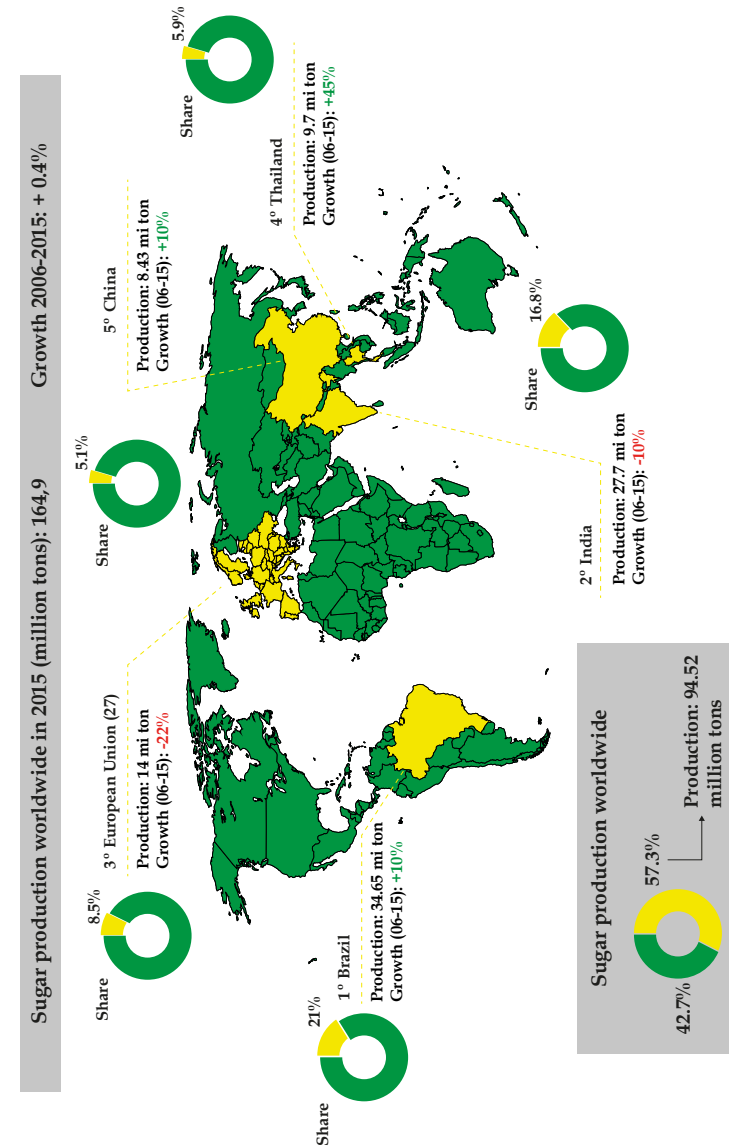 Sugar production worldwide in 2015 (million tons): 164,9
Growth 2006-2015: + 0.4%
Share
8.5%
3º European Union (27)
Production: 14 mi ton
Growth (06-15): -22%
Share
5.1%
5º China
Production: 8.43 mi ton
Growth (06-15): +10%
Share
5.9%
4º Thailand
Production: 9.7 mi ton
Growth (06-15): +45%
Share
21%
1º Brazil
Production: 34.65 mi ton
Growth (06-15): +10%
Share
16.8%
2º India
Production: 27.7 mi ton
Growth (06-15): -10%
Sugar production worldwide
42.7%
57.3%
Production: 94.52
million tons